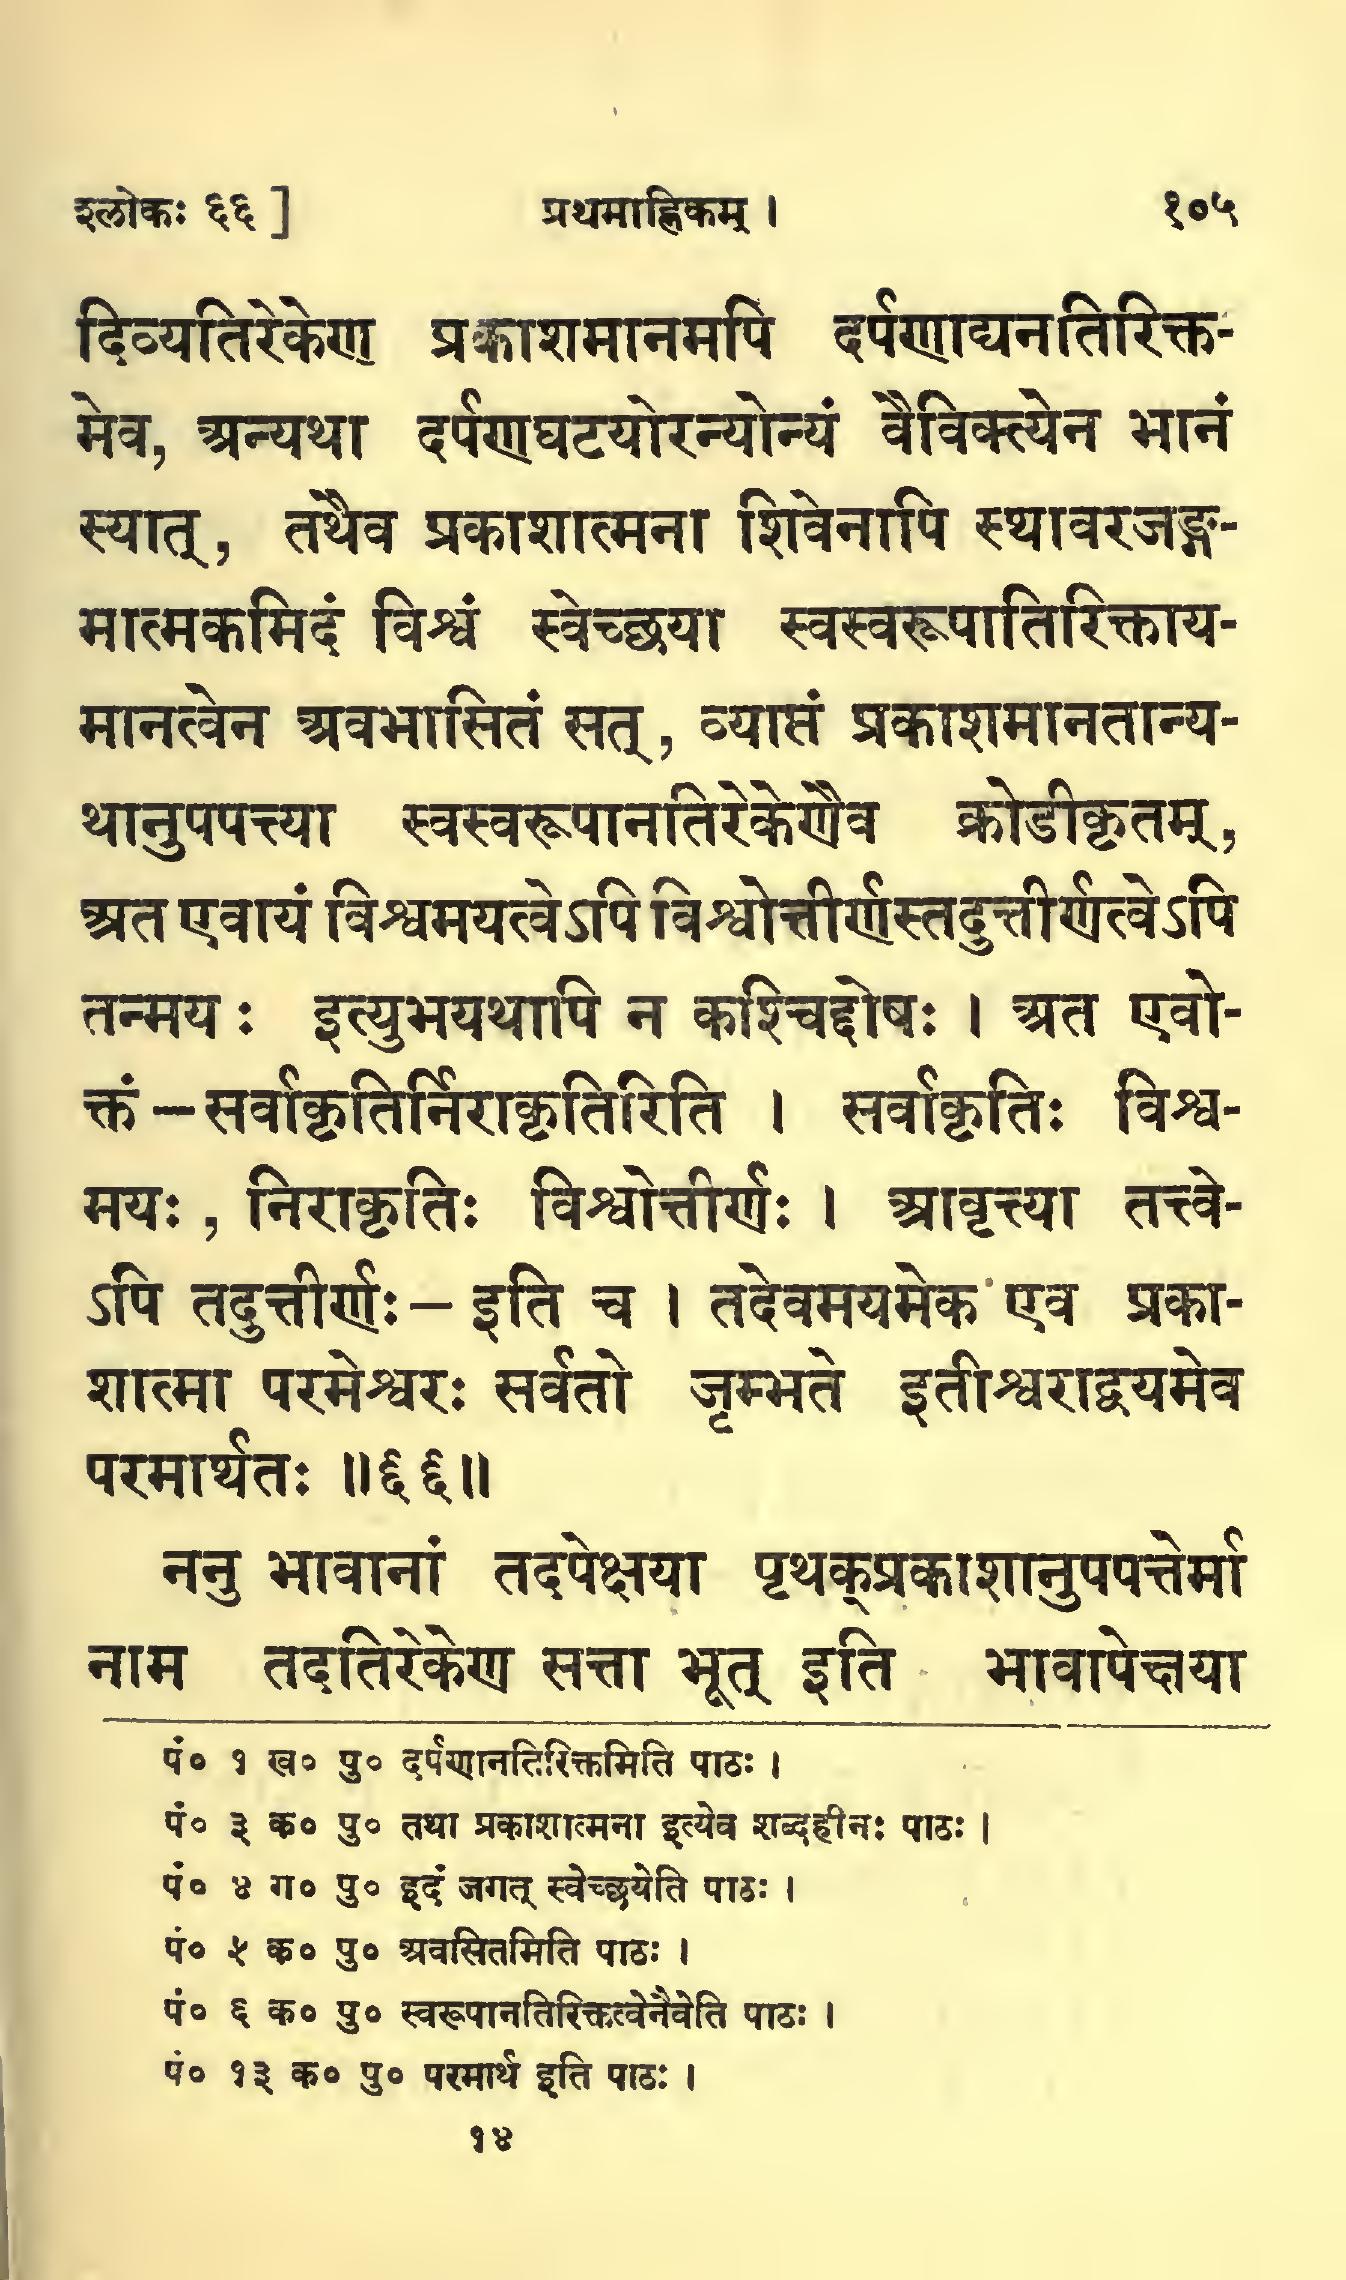 श्लोकः ६६ ] प्रथमाह्निकम् । १०५
दिव्यतिरेकेण प्रकाशमानमपि दर्पणाद्यनतिरिक्त-
मेव, अन्यथा दर्पणघटयोरन्योन्यं वैविक्त्येन भानं
स्यात्, तथैव प्रकाशात्मना शिवेनापि स्थावरजङ्ग-
मात्मकमिदं विश्वं स्वेच्छया स्वस्वरूपातिरिक्ताय-
मानत्वेन अवभासितं सत्, व्याप्तं प्रकाशमानतान्य-
थानुपपत्त्या स्वस्वरूपानतिरेकेणैव क्रोडीकृतम्,
अत एवायं विश्वमयत्वेऽपि विश्वोत्तीर्णस्तदुत्तीर्णत्वेऽपि
तन्मयः इत्युभयथापि न कश्चिद्दोषः । अत एवो-
क्तं – सर्वाकृतिर्निराकृतिरिति । सर्वाकृतिः विश्व-
मयः, निराकृतिः विश्वोत्तीर्णः । आवृत्त्या तत्त्वे-
ऽपि तदुत्तीर्णः – इति च । तदेवमयमेक एव प्रका-
शात्मा परमेश्वरः सर्वतो जृम्भते इतीश्वराद्वयमेव
परमार्थतः ॥६६॥
ननु भावानां तदपेक्षया पृथक्प्रकाशानुपपत्तेर्मा
नाम तदतिरेकेण सत्ता भूत् इति भावापेक्षया
पं० १ ख० पु० दर्पणानतिरिक्तमिति पाठः ।
पं० ३ क० पु० तथा प्रकाशात्मना इत्येव शब्दहीनः पाठः ।
पं० ४ ग० पु० इदं जगत् स्वेच्छयेति पाठः ।
पं० ५ क० पु० अवसितमिति पाठः ।
पं० ६ क० पु० स्वरूपानतिरिक्तत्वेनैवेति पाठः ।
पं० १३ क० पु० परमार्थ इति पाठः ।
१४